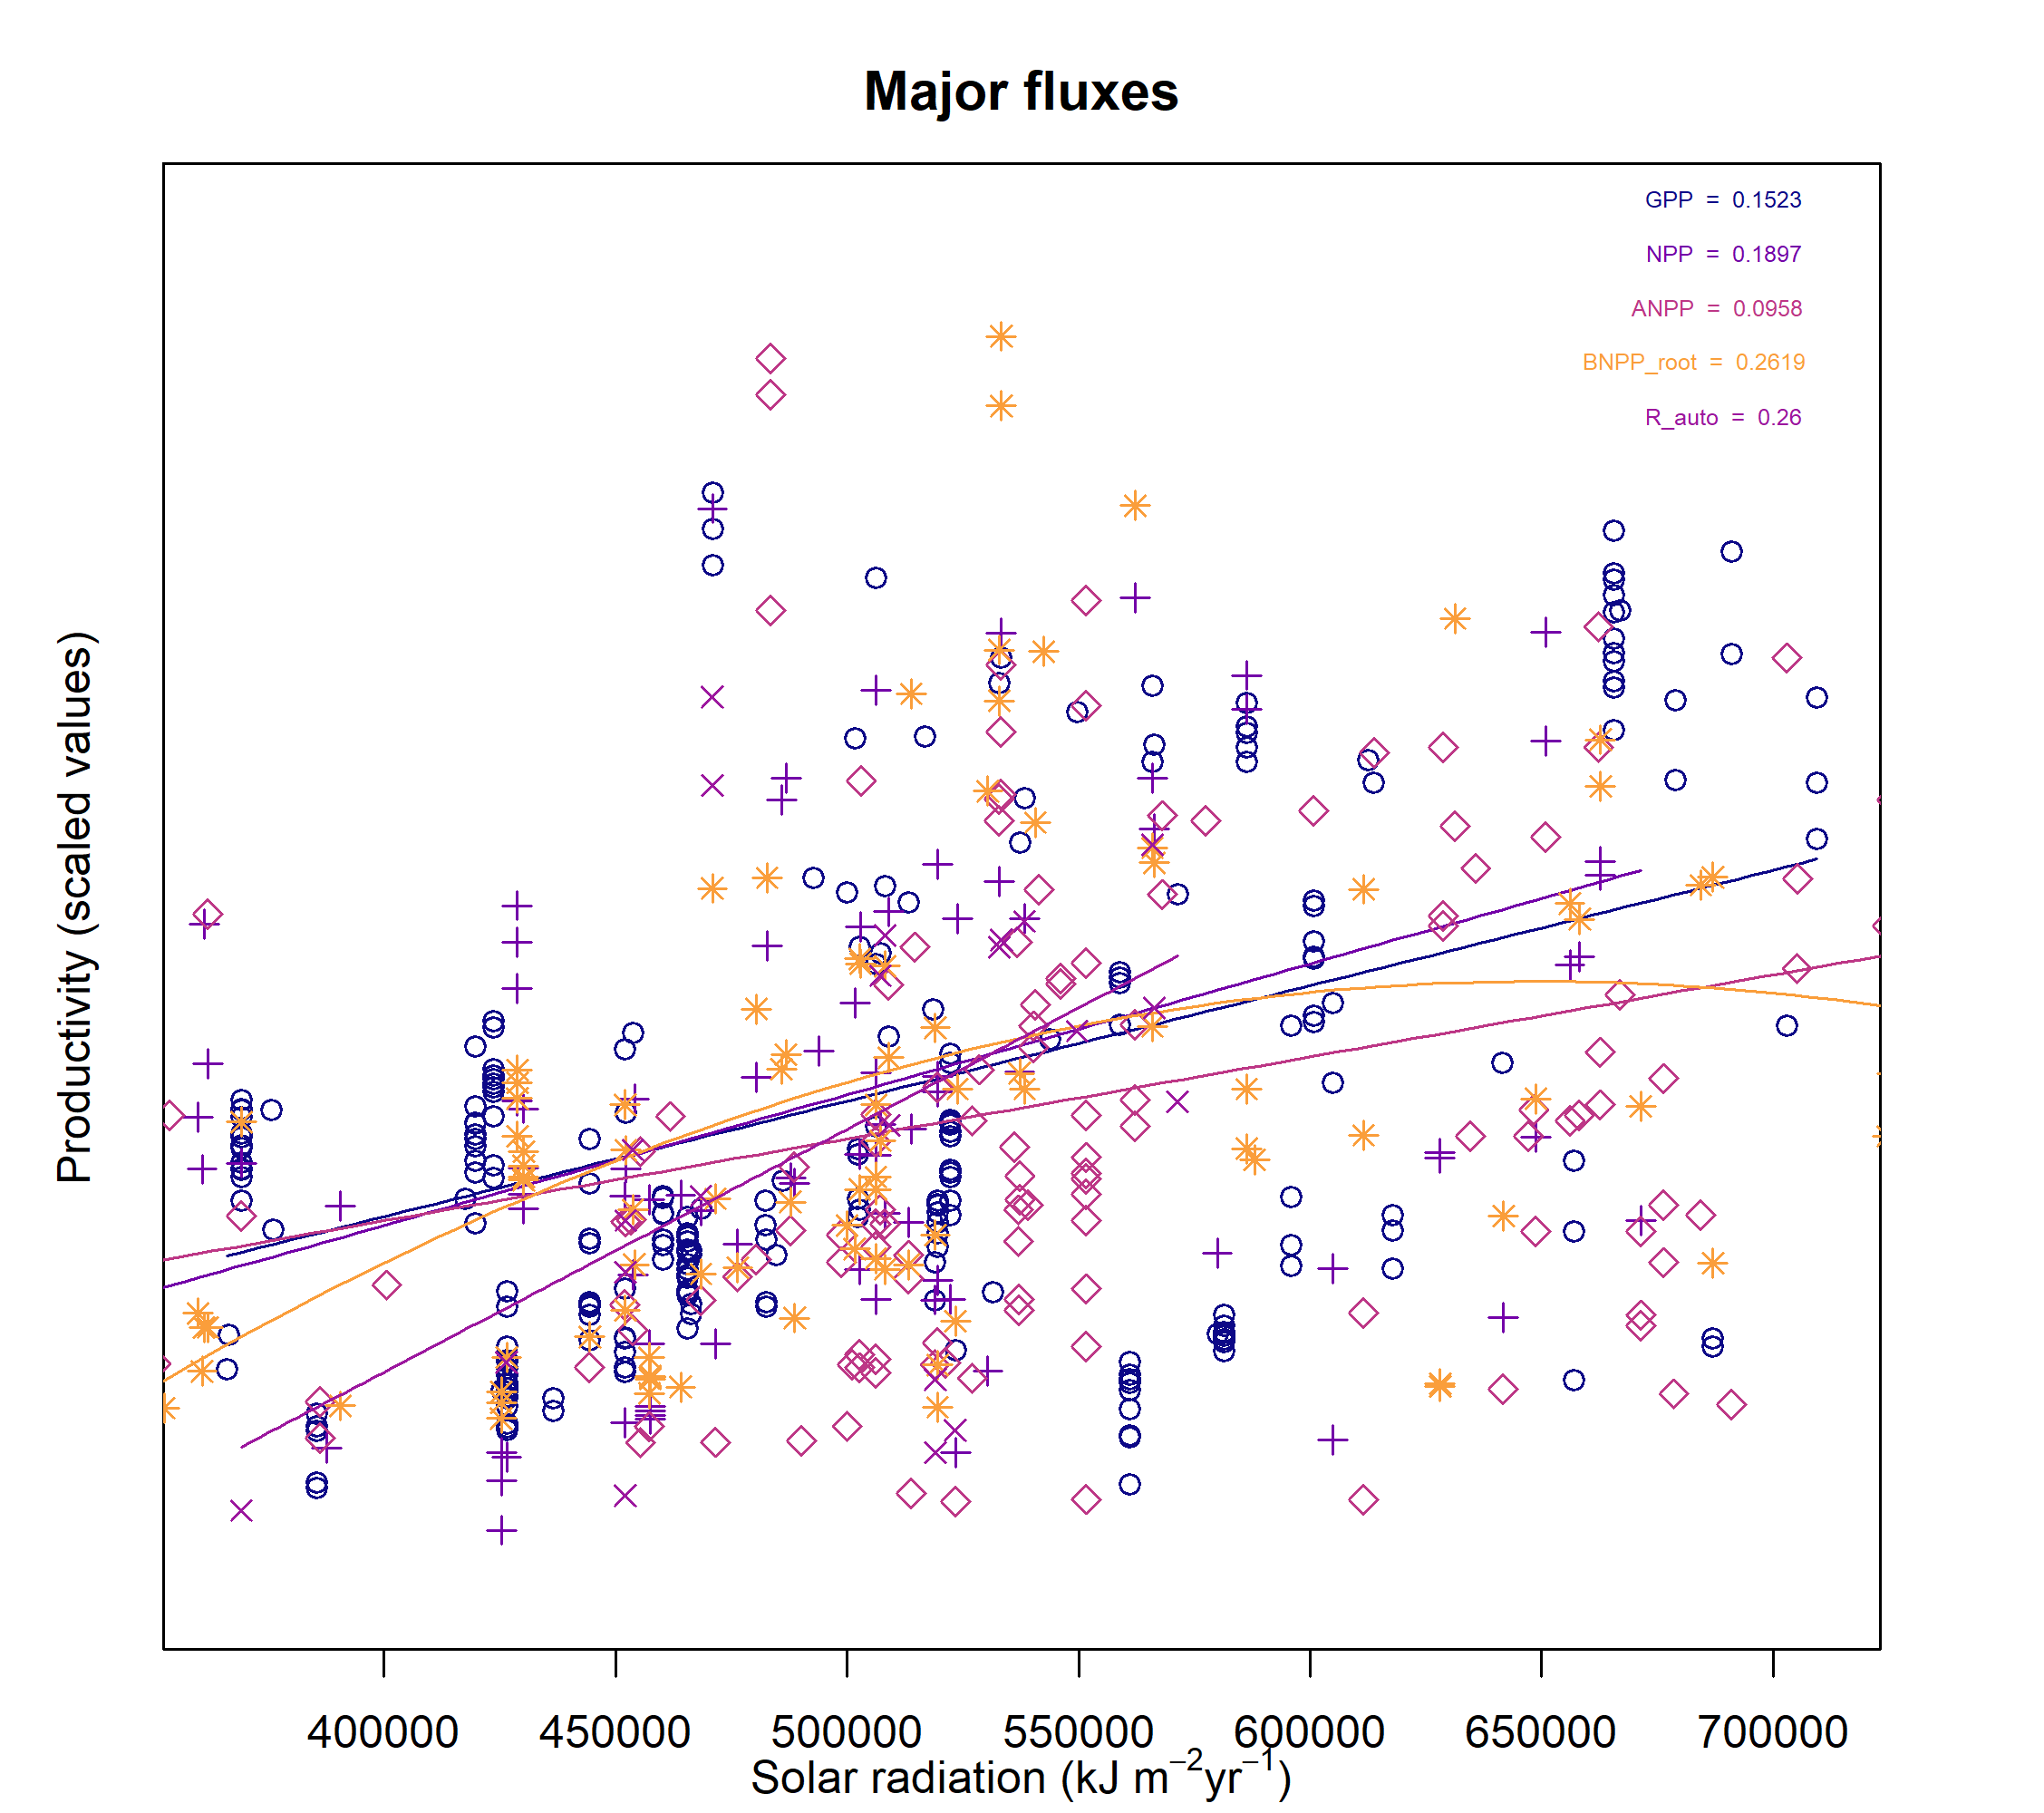 Major fluxes
GPP = 0.1523
NPP = 0.1897
ANPP = 0.0958
BNPP_root = 0.2619
R_auto = 0.26
Productivity (scaled values)
400000 450000 500000 550000 600000 650000 700000
Solar radiation (kJ m⁻²yr⁻¹)